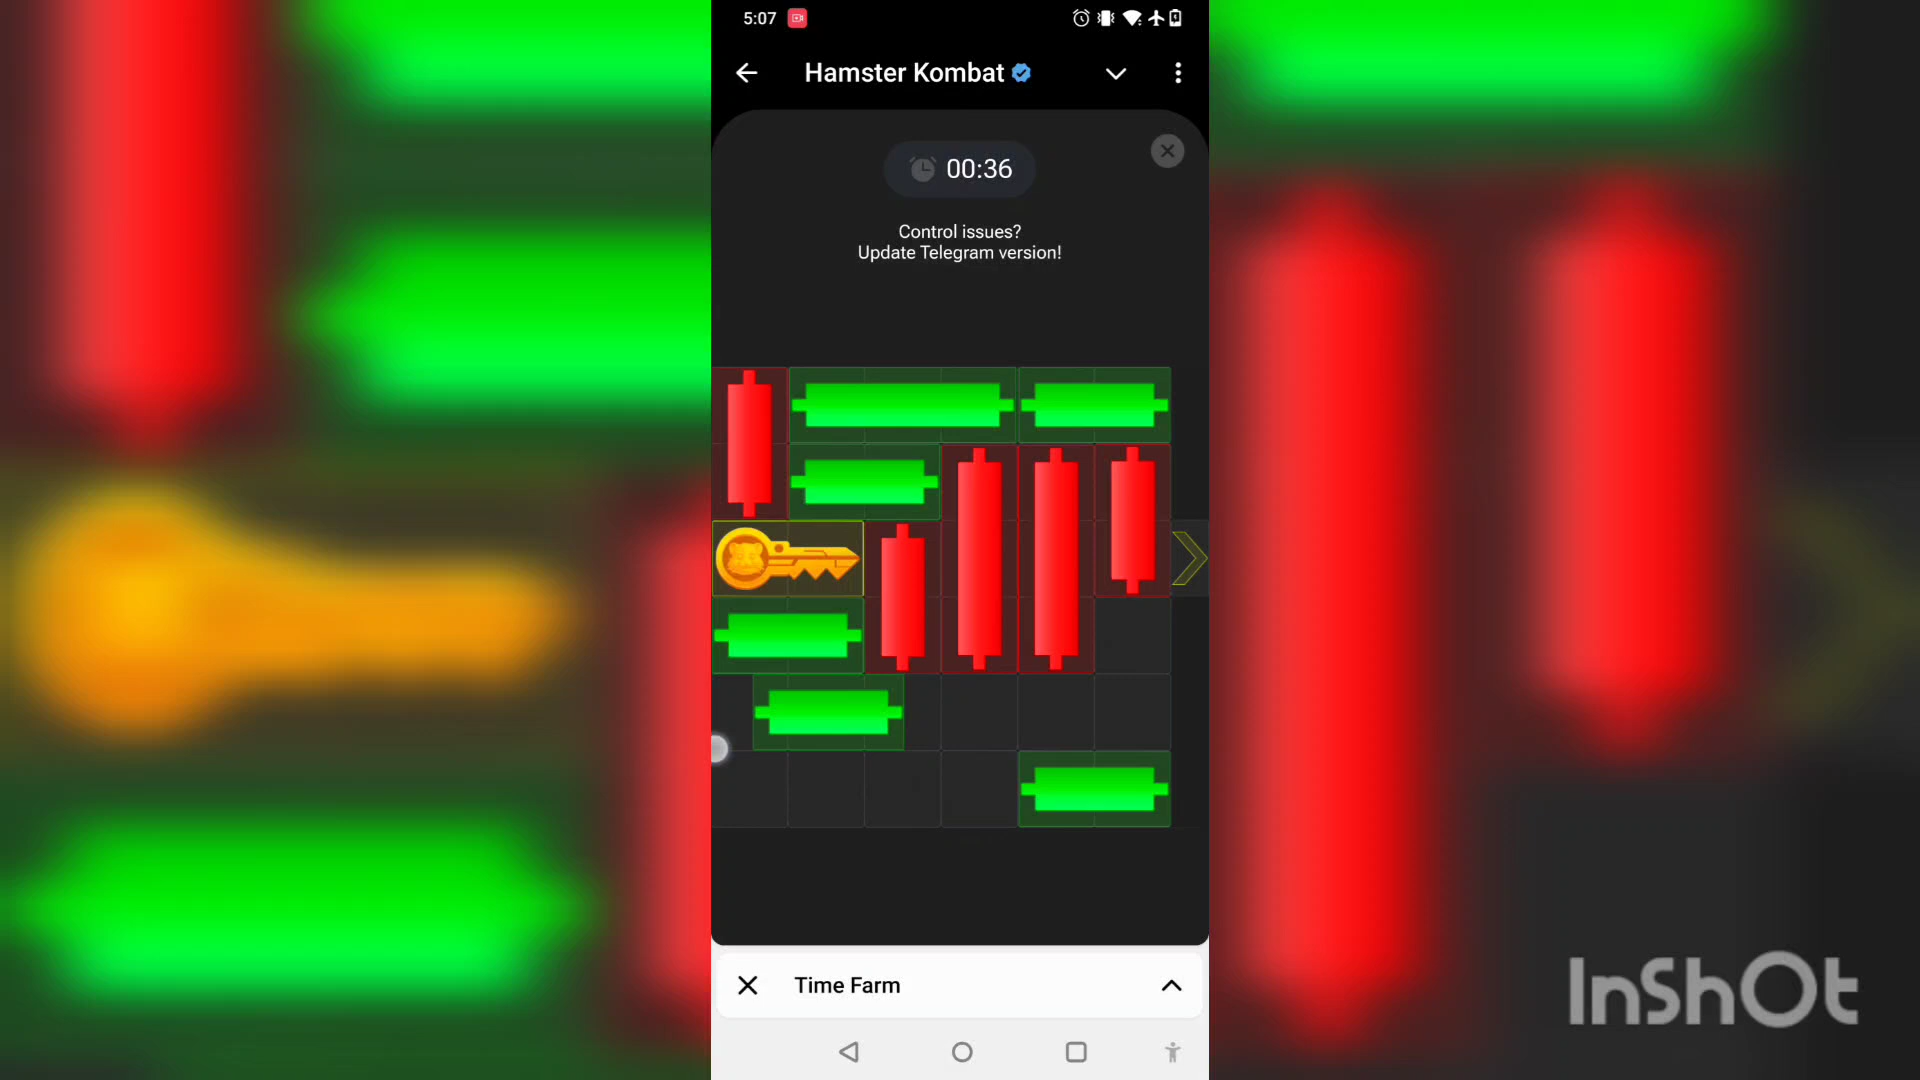 5:07
Hamster Kombat
00:36
Control issues?
Update Telegram version!
Time Farm
InShOt